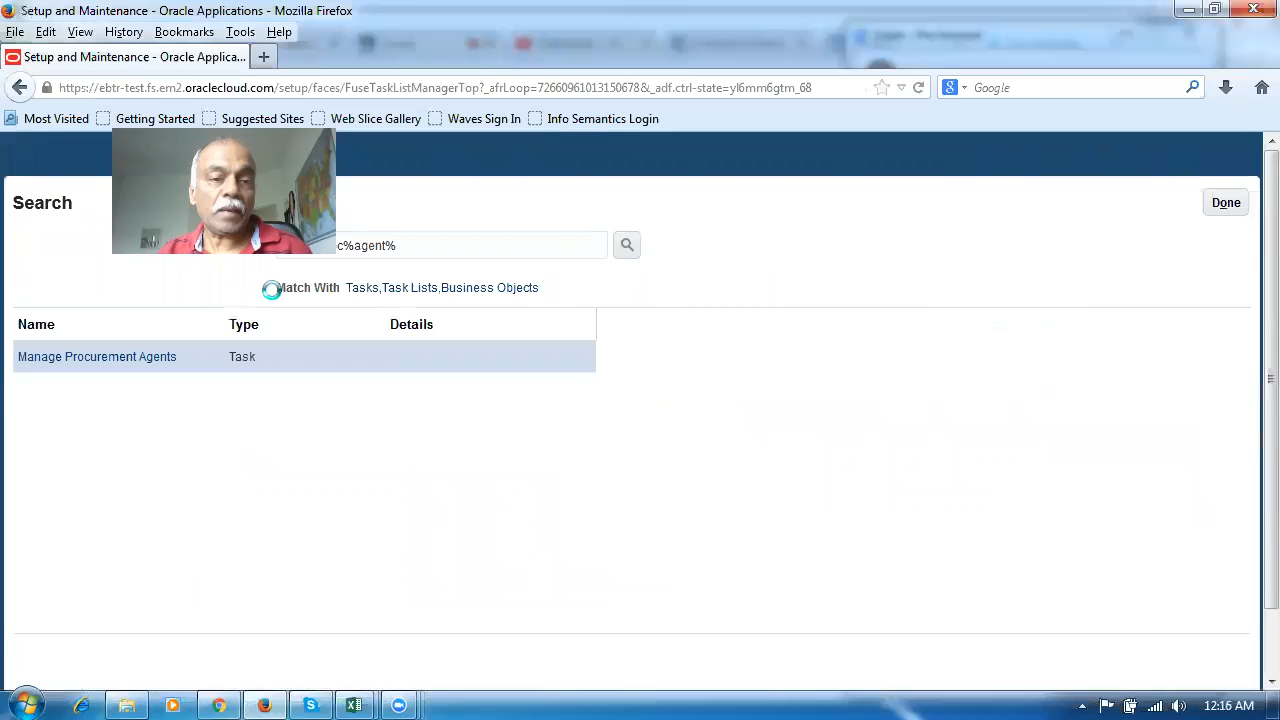 Setup and Maintenance - Oracle Applications - Mozilla Firefox
File Edit View History Bookmarks Tools Help
Setup and Maintenance - Oracle Applica...
https://ebtr-test.fs.em2.oraclecloud.com/setup/faces/FuseTaskListManagerTop?_afrLoop=72660961013150678&_adf.ctrl-state=yl6mm6gtm_68
Google
Most Visited Getting Started Suggested Sites Web Slice Gallery Waves Sign In Info Semantics Login
Search
Done
c%agent%
Match With Tasks,Task Lists,Business Objects
Name Type Details
Manage Procurement Agents Task
12:16 AM